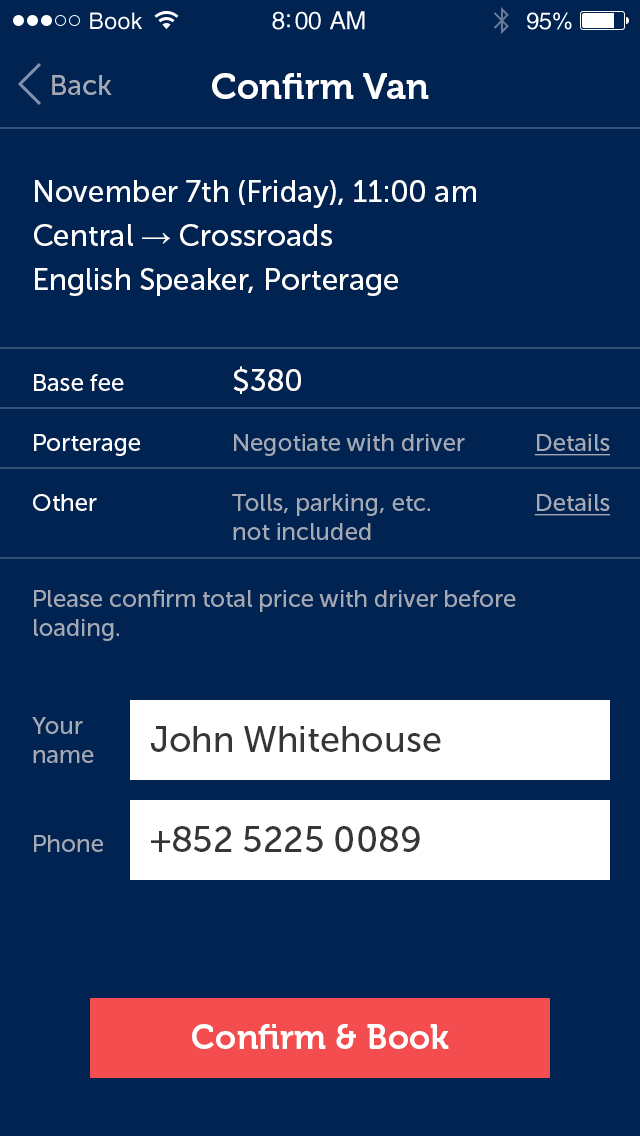 Book 8:00 AM 95%
Back Confirm Van
November 7th (Friday), 11:00 am
Central → Crossroads
English Speaker, Porterage
Base fee $380
Porterage Negotiate with driver Details
Other Tolls, parking, etc. Details
not included
Please confirm total price with driver before
loading.
Your
name
John Whitehouse
Phone +852 5225 0089
Confirm & Book